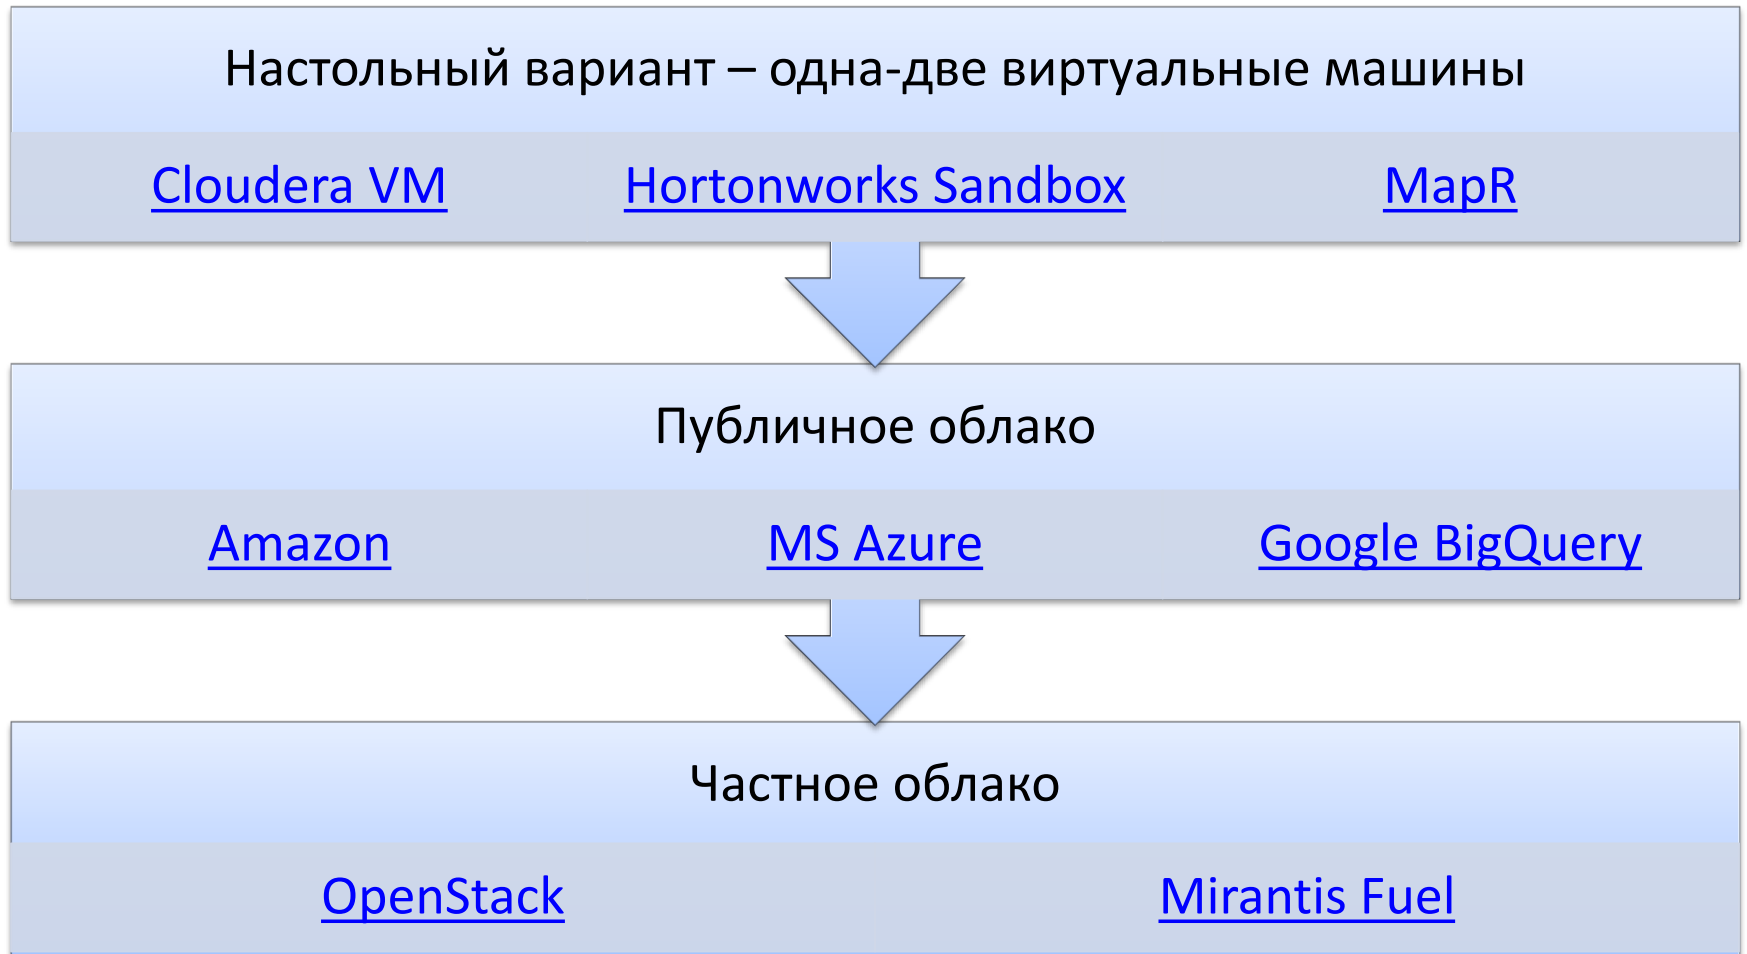 Настольный вариант – одна-две виртуальные машины
Cloudera VM Hortonworks Sandbox MapR
Публичное облако
Amazon MS Azure Google BigQuery
Частное облако
OpenStack Mirantis Fuel